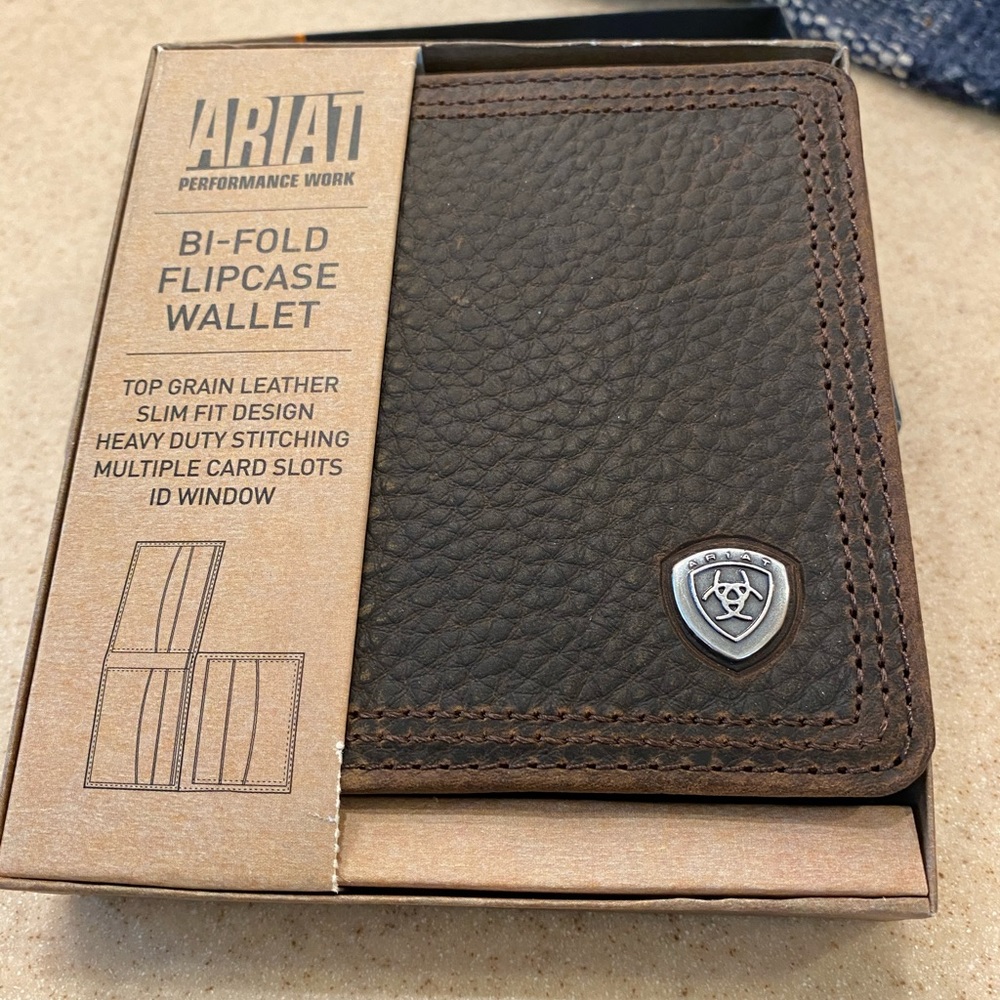 ARIAT
PERFORMANCE WORK
BI-FOLD
FLIPCASE
WALLET
TOP GRAIN LEATHER
SLIM FIT DESIGN
HEAVY DUTY STITCHING
MULTIPLE CARD SLOTS
ID WINDOW
ARIAT